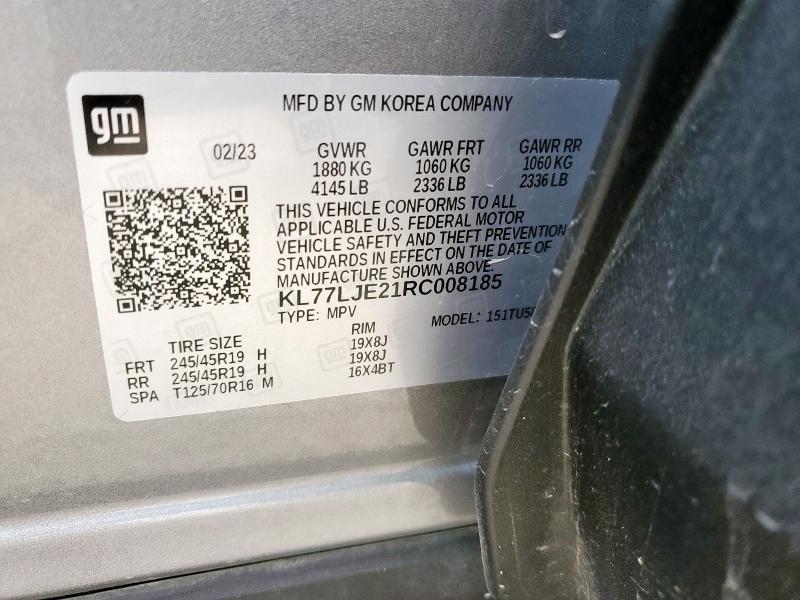 gm
MFD BY GM KOREA COMPANY
02/23 GVWR GAWR FRT GAWR RR
1880 KG 1060 KG 1060 KG
4145 LB 2336 LB 2336 LB
THIS VEHICLE CONFORMS TO ALL
APPLICABLE U.S. FEDERAL MOTOR
VEHICLE SAFETY AND THEFT PREVENTION
STANDARDS IN EFFECT ON THE DATE OF
MANUFACTURE SHOWN ABOVE.
KL77LJE21RC008185
TYPE: MPV MODEL:
TIRE SIZE RIM
FRT 245/45R19 H 19X8J
RR 245/45R19 H 19X8J
SPA T125/70R16 M 16X4BT